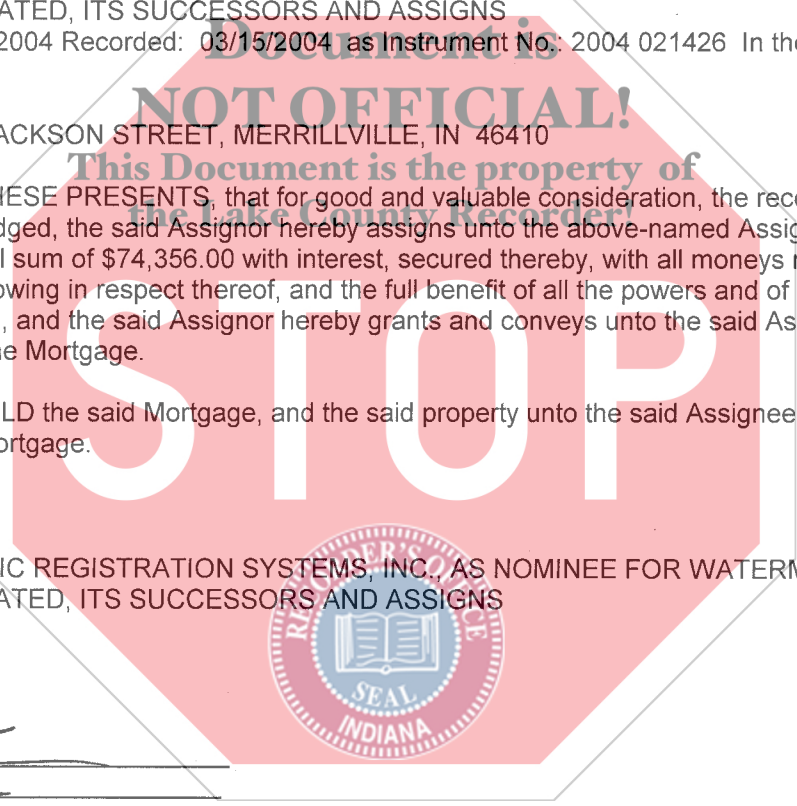 ATED, ITS SUCCESSORS AND ASSIGNS
2004 Recorded: 03/15/2004 as Instrument No.: 2004 021426 In the
Document is
NOT OFFICIAL!
ACKSON STREET, MERRILLVILLE, IN 46410
This Document is the property of
the Lake County Recorder!
HESE PRESENTS, that for good and valuable consideration, the rece
dged, the said Assignor hereby assigns unto the above-named Assig
l sum of $74,356.00 with interest, secured thereby, with all moneys
owing in respect thereof, and the full benefit of all the powers and of
, and the said Assignor hereby grants and conveys unto the said As
he Mortgage.
STOP
LD the said Mortgage, and the said property unto the said Assignee
ortgage.
IC REGISTRATION SYSTEMS, INC., AS NOMINEE FOR WATERM
ATED, ITS SUCCESSORS AND ASSIGNS
RECORDER'S OFFICE
SEAL
INDIANA